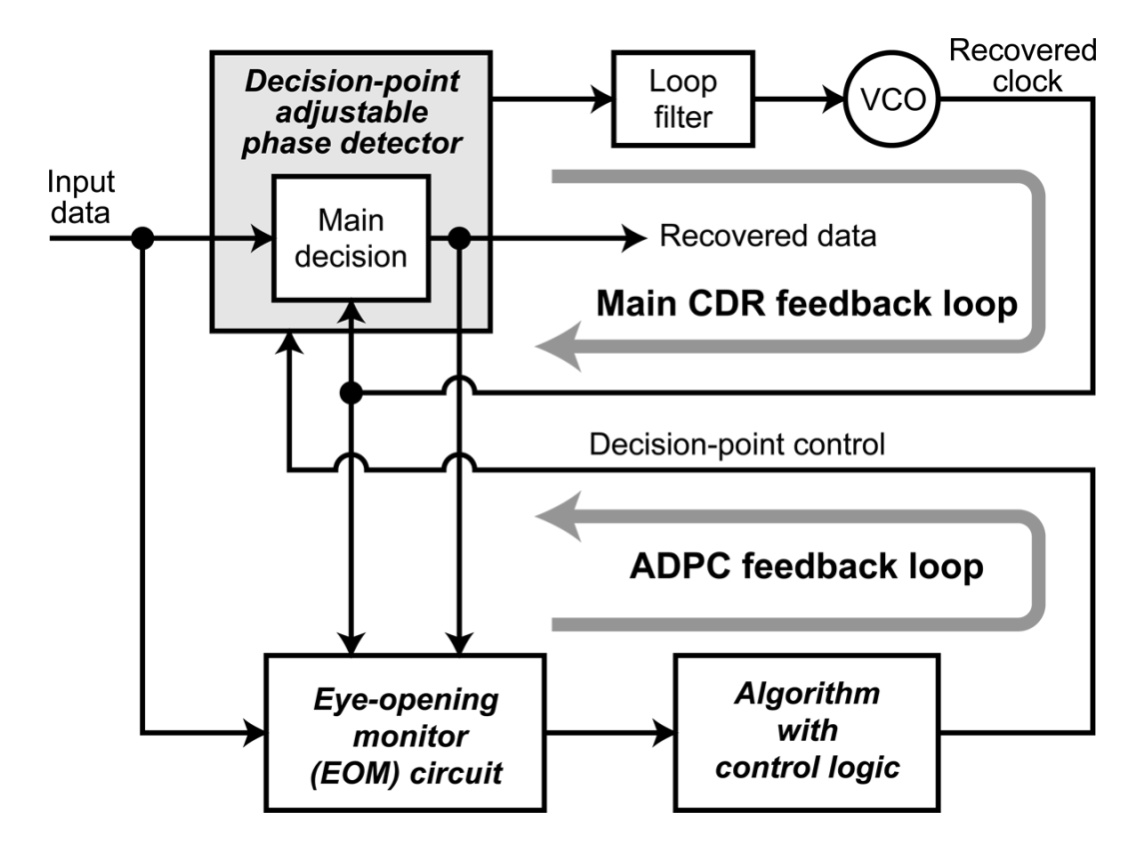 Decision-point
adjustable
phase detector
Loop
filter
VCO
Recovered
clock
Input
data
Main
decision
Recovered data
Main CDR feedback loop
Decision-point control
ADPC feedback loop
Eye-opening
monitor
(EOM) circuit
Algorithm
with
control logic